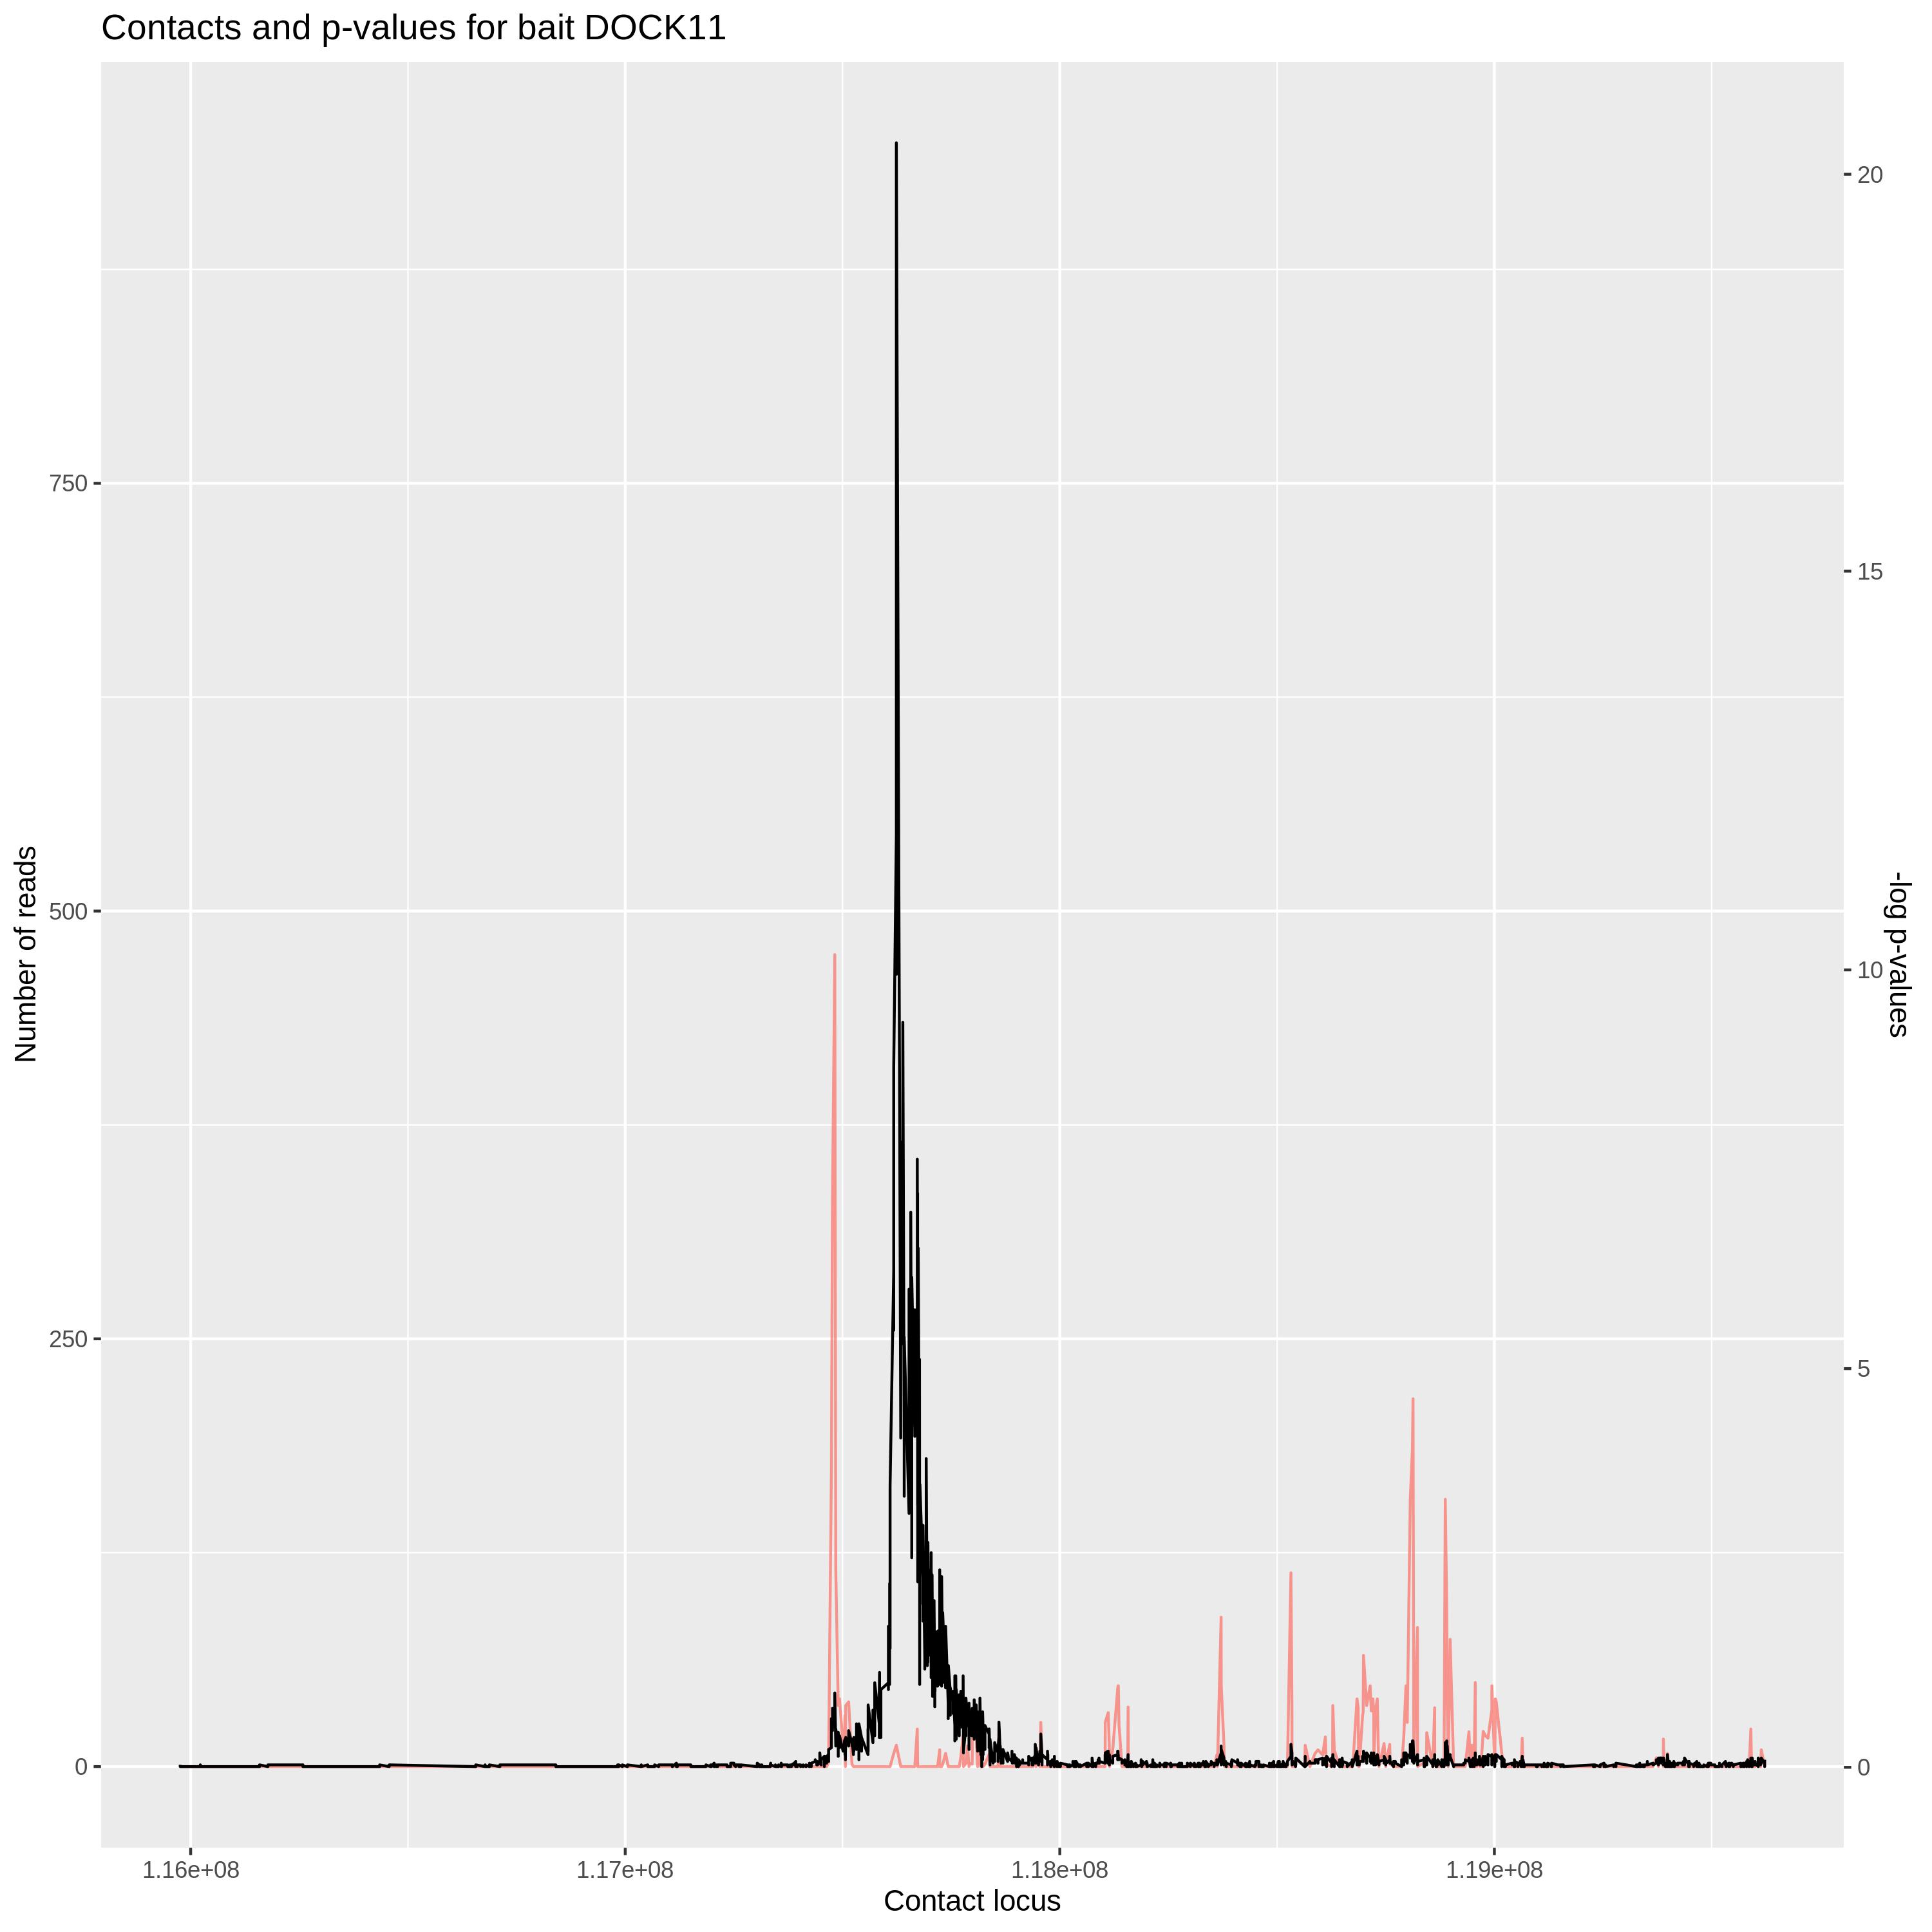 Contacts and p-values for bait DOCK11
Number of reads
750
500
250
0
20
15
10
5
0
-log p-values
1.16e+08
1.17e+08
1.18e+08
1.19e+08
Contact locus